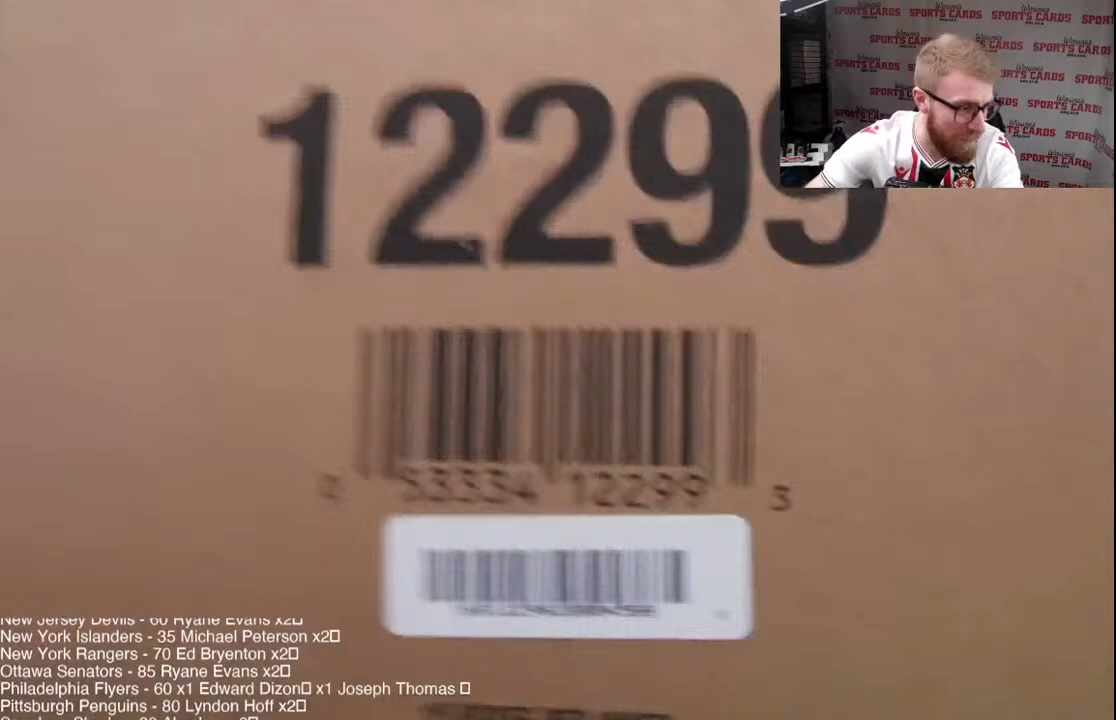 12299
Wayne's SPORTS CARDS
53334 12299 3
New Jersey Devils - 60 Ryane Evans x2
New York Islanders - 35 Michael Peterson x2
New York Rangers - 70 Ed Bryenton x2
Ottawa Senators - 85 Ryane Evans x2
Philadelphia Flyers - 60 x1 Edward Dizon x1 Joseph Thomas
Pittsburgh Penguins - 80 Lyndon Hoff x2